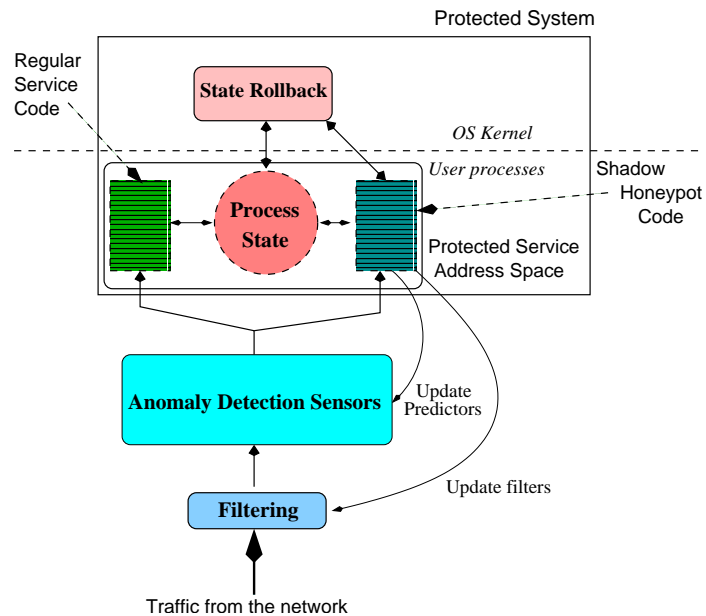 Protected System
Regular
Service
Code
State Rollback
OS Kernel
User processes
Shadow
Honeypot
Code
Process
State
Protected Service
Address Space
Anomaly Detection Sensors
Update
Predictors
Update filters
Filtering
Traffic from the network